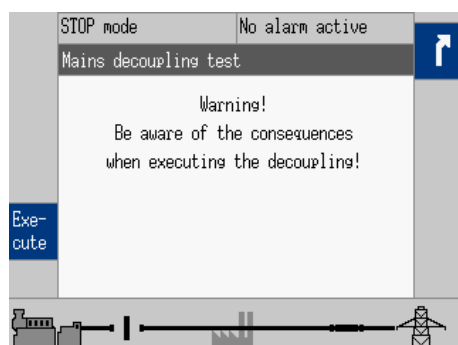 STOP mode
No alarm active
Mains decoupling test
Warning!
Be aware of the consequences
when executing the decoupling!
Exe-
cute